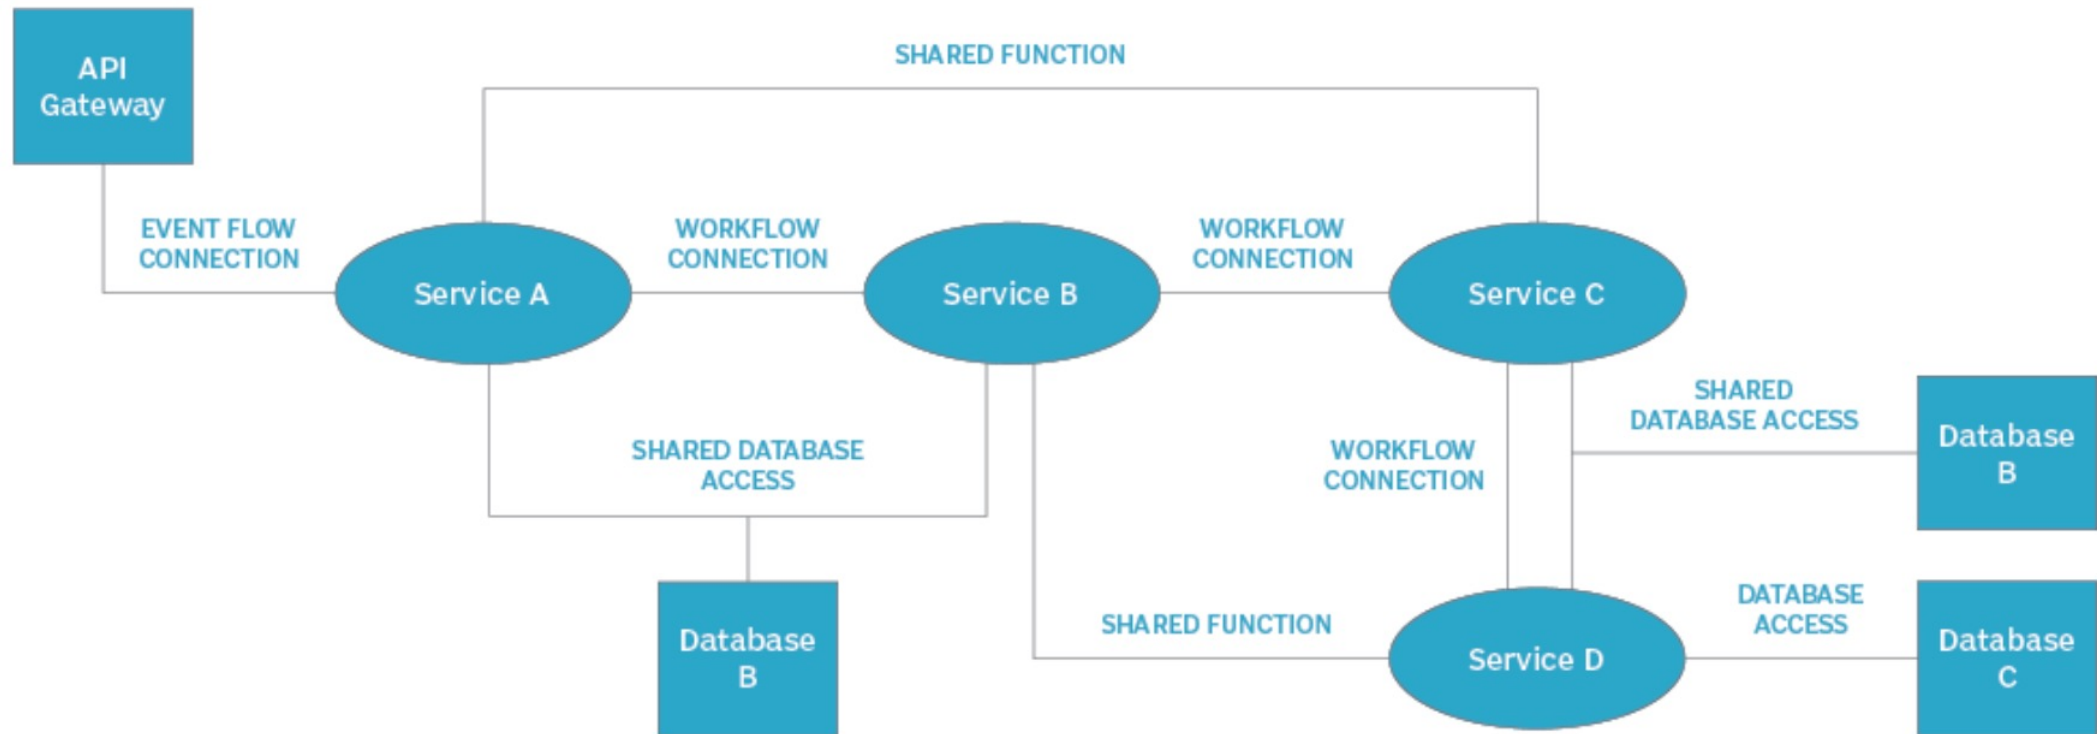 API
Gateway
SHARED FUNCTION
EVENT FLOW
CONNECTION
WORKFLOW
CONNECTION
WORKFLOW
CONNECTION
Service A
Service B
Service C
SHARED DATABASE
ACCESS
WORKFLOW
CONNECTION
SHARED
DATABASE ACCESS
Database
B
Database
B
SHARED FUNCTION
Service D
DATABASE
ACCESS
Database
C